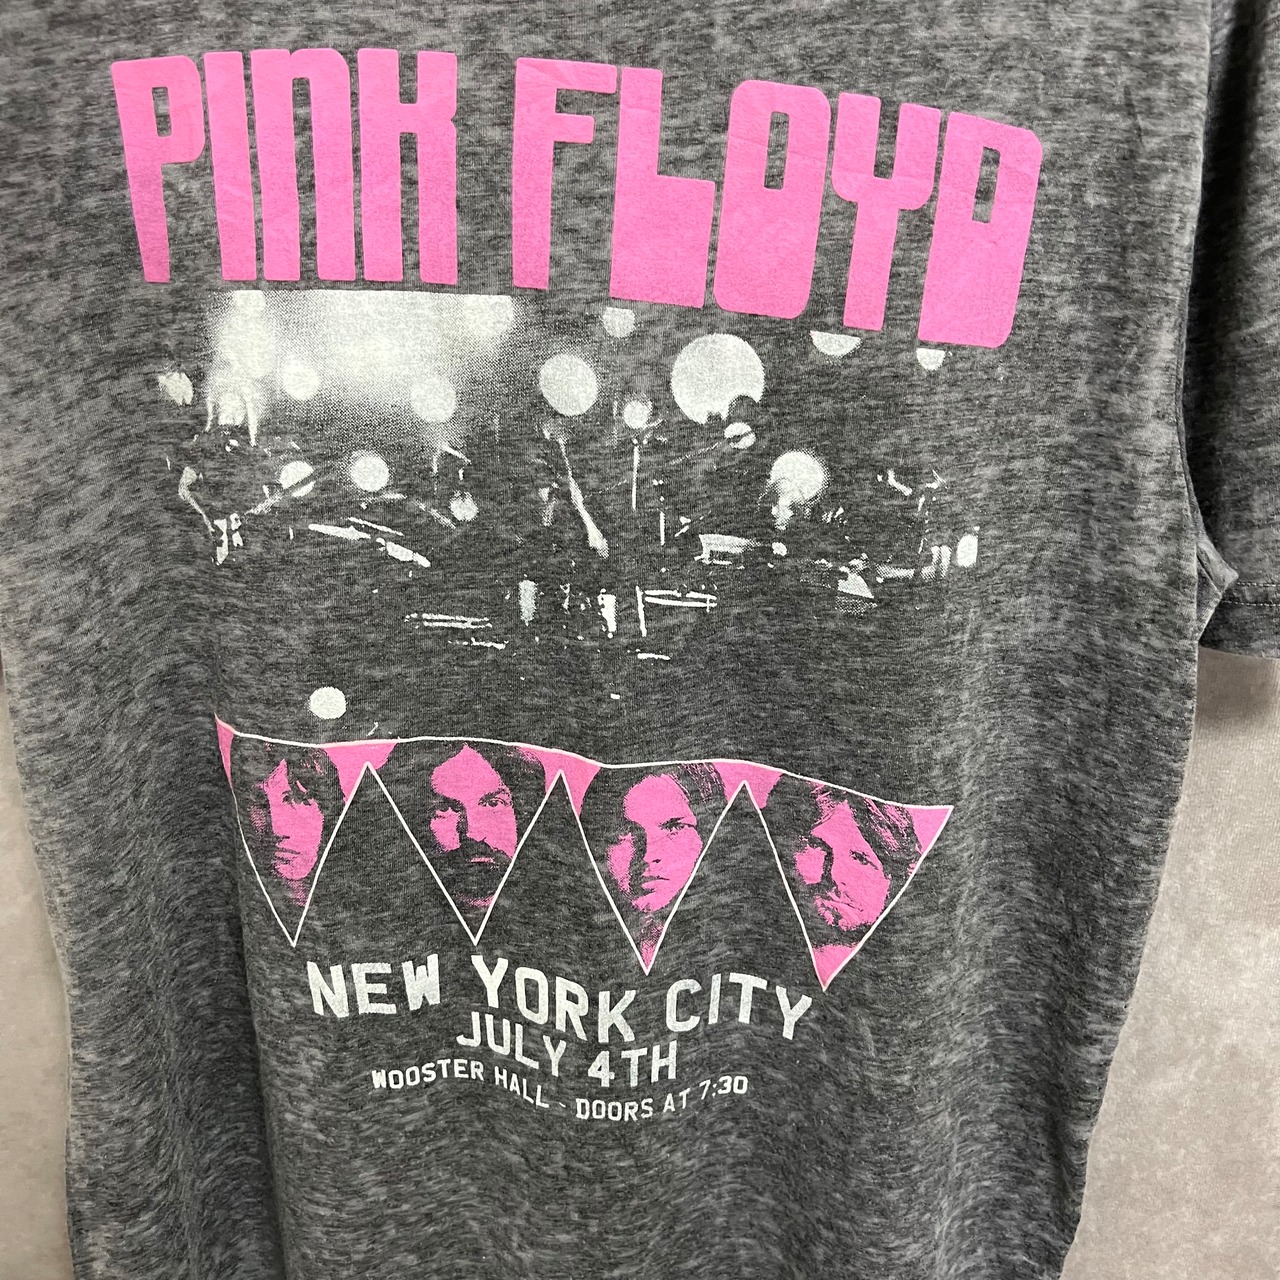 PINK FLOYD
NEW YORK CITY
JULY 4TH
WOOSTER HALL - DOORS AT 7:30